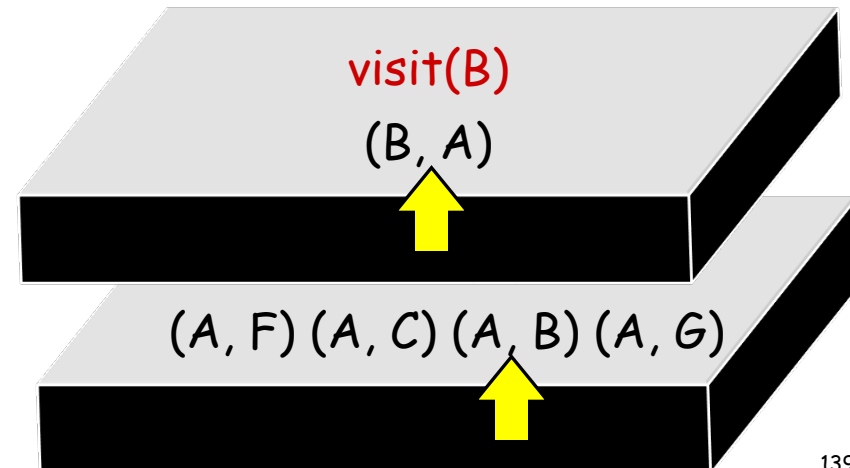 visit(B)
(B, A)
(A, F) (A, C) (A, B) (A, G)
139